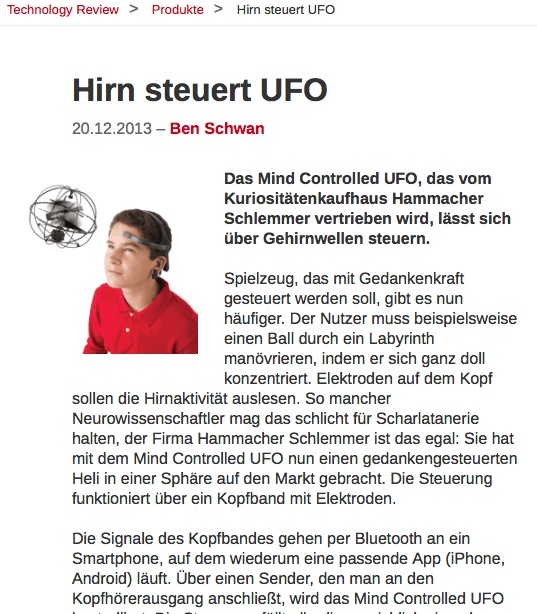 Technology Review > Produkte > Hirn steuert UFO
Hirn steuert UFO
20.12.2013 – Ben Schwan
Das Mind Controlled UFO, das vom
Kuriositätenkaufhaus Hammacher
Schlemmer vertrieben wird, lässt sich
über Gehirnwellen steuern.
Spielzeug, das mit Gedankenkraft
gesteuert werden soll, gibt es nun
häufiger. Der Nutzer muss beispielsweise
einen Ball durch ein Labyrinth
manövrieren, indem er sich ganz doll
konzentriert. Elektroden auf dem Kopf
sollen die Hirnaktivität auslesen. So mancher
Neurowissenschaftler mag das schlicht für Scharlatanerie
halten, der Firma Hammacher Schlemmer ist das egal: Sie hat
mit dem Mind Controlled UFO nun einen gedankengesteuerten
Heli in einer Sphäre auf den Markt gebracht. Die Steuerung
funktioniert über ein Kopfband mit Elektroden.
Die Signale des Kopfbandes gehen per Bluetooth an ein
Smartphone, auf dem wiederum eine passende App (iPhone,
Android) läuft. Über einen Sender, den man an den
Kopfhörerausgang anschließt, wird das Mind Controlled UFO